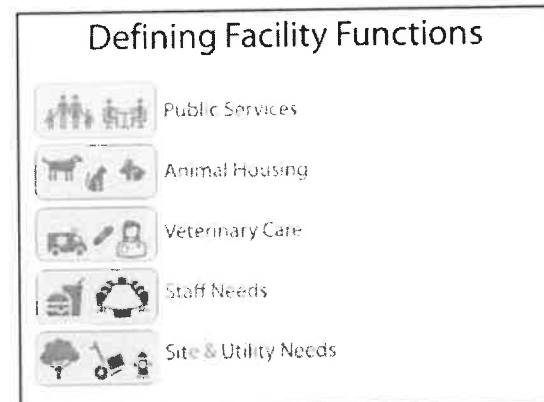 Defining Facility Functions
Public Services
Animal Housing
Veterinary Care
Staff Needs
Site & Utility Needs